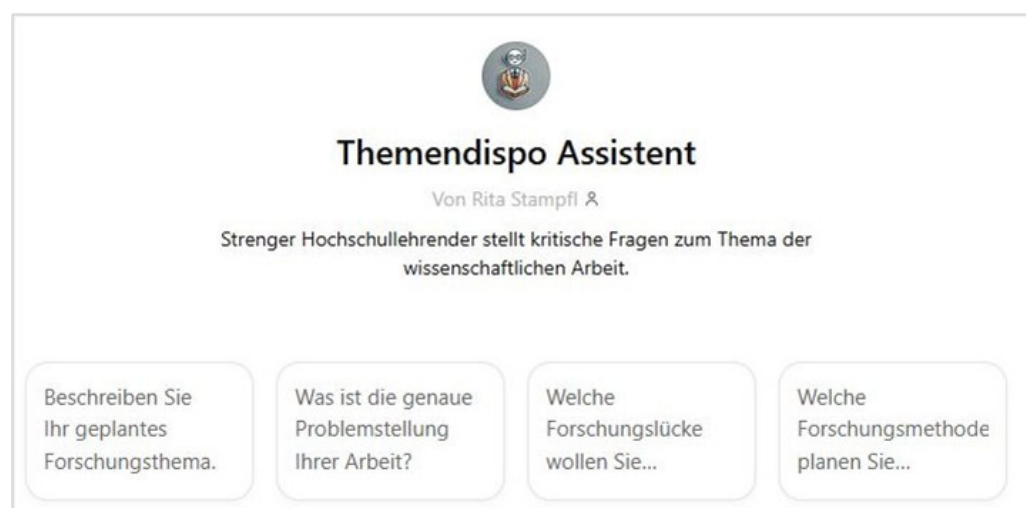 Themendispo Assistent
Von Rita Stampfl
Strenger Hochschullehrender stellt kritische Fragen zum Thema der
wissenschaftlichen Arbeit.
Beschreiben Sie
Ihr geplantes
Forschungsthema.
Was ist die genaue
Problemstellung
Ihrer Arbeit?
Welche
Forschungslücke
wollen Sie...
Welche
Forschungsmethode
planen Sie...